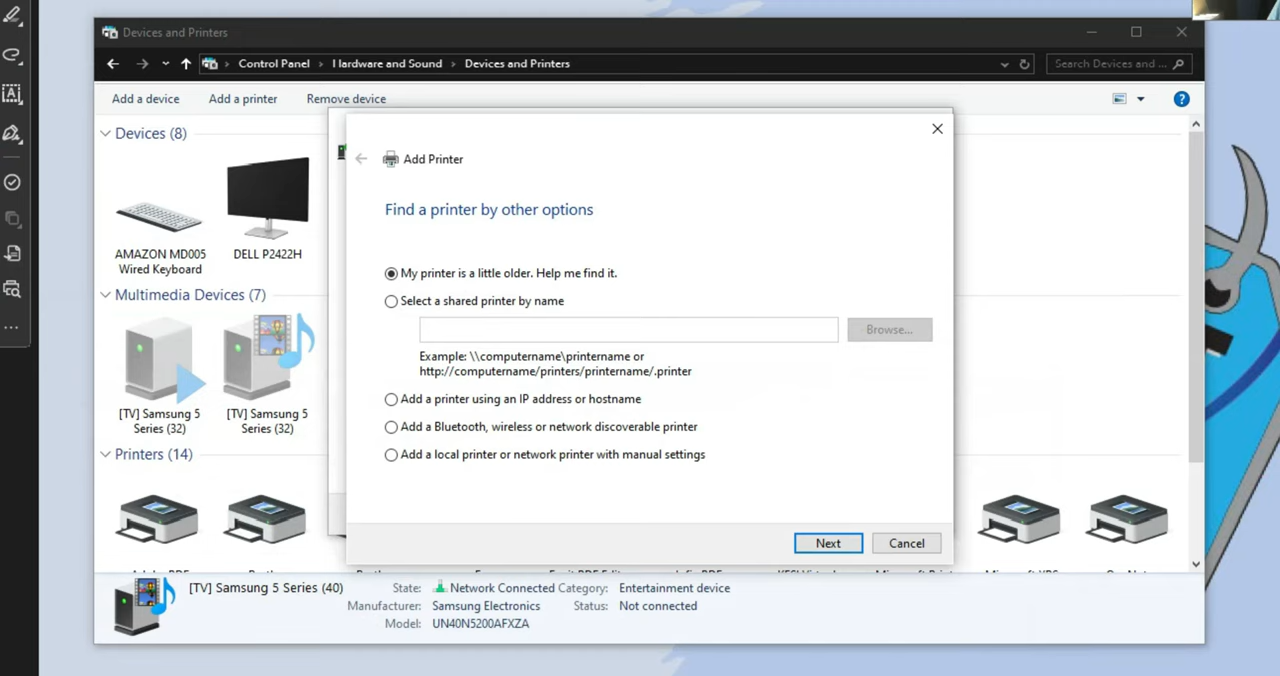 Devices and Printers
Control Panel > Hardware and Sound > Devices and Printers
Search Devices and ...
Add a device
Add a printer
Remove device
Devices (8)
AMAZON MD005
Wired Keyboard
DELL P2422H
Multimedia Devices (7)
[TV] Samsung 5
Series (32)
[TV] Samsung 5
Series (32)
Printers (14)
Add Printer
Find a printer by other options
My printer is a little older. Help me find it.
Select a shared printer by name
Browse...
Example: \\computername\printername or
http://computername/printers/printername/.printer
Add a printer using an IP address or hostname
Add a Bluetooth, wireless or network discoverable printer
Add a local printer or network printer with manual settings
Next
Cancel
[TV] Samsung 5 Series (40)
State: Network Connected
Category: Entertainment device
Manufacturer: Samsung Electronics
Status: Not connected
Model: UN40N5200AFXZA